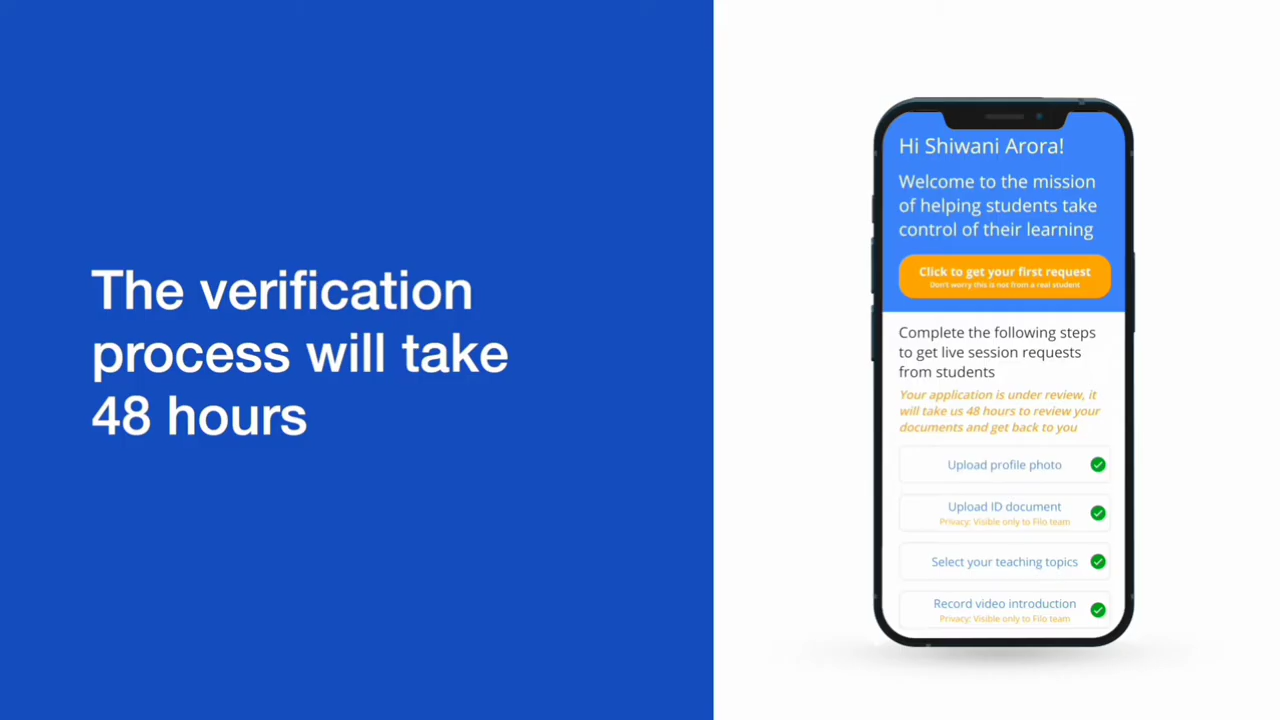 The verification
process will take
48 hours
Hi Shiwani Arora!
Welcome to the mission
of helping students take
control of their learning
Click to get your first request
Don't worry this is not from a real student
Complete the following steps
to get live session requests
from students
Your application is under review, it
will take us 48 hours to review your
documents and get back to you
Upload profile photo
Upload ID document
Privacy: Visible only to Filo team
Select your teaching topics
Record video introduction
Privacy: Visible only to Filo team